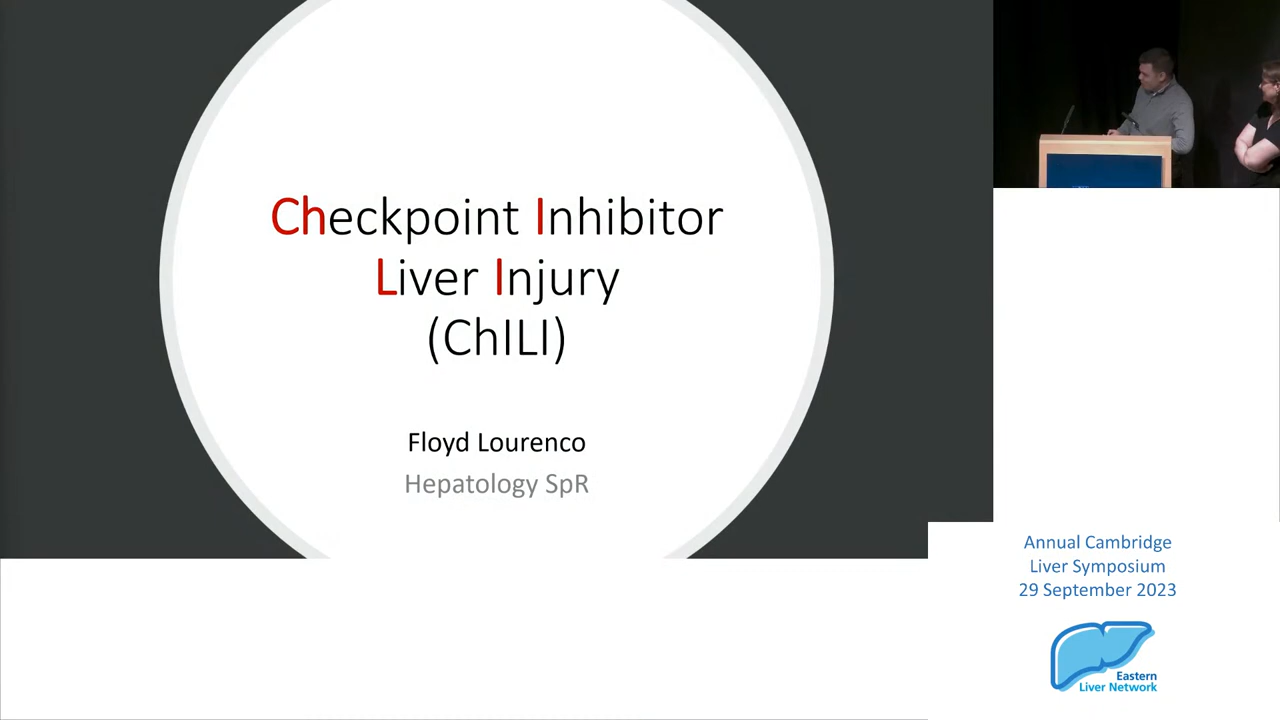 Checkpoint Inhibitor
Liver Injury
(ChILI)
Floyd Lourenco
Hepatology SpR
Annual Cambridge
Liver Symposium
29 September 2023
Eastern
Liver Network